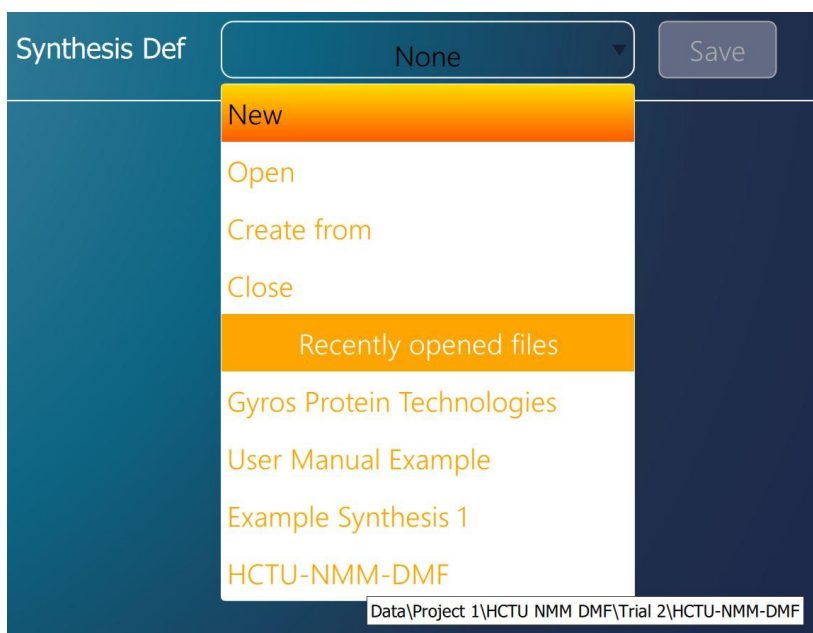 Synthesis Def
None
Save
New
Open
Create from
Close
Recently opened files
Gyros Protein Technologies
User Manual Example
Example Synthesis 1
HCTU-NMM-DMF
Data\Project 1\HCTU NMM DMF\Trial 2\HCTU-NMM-DMF